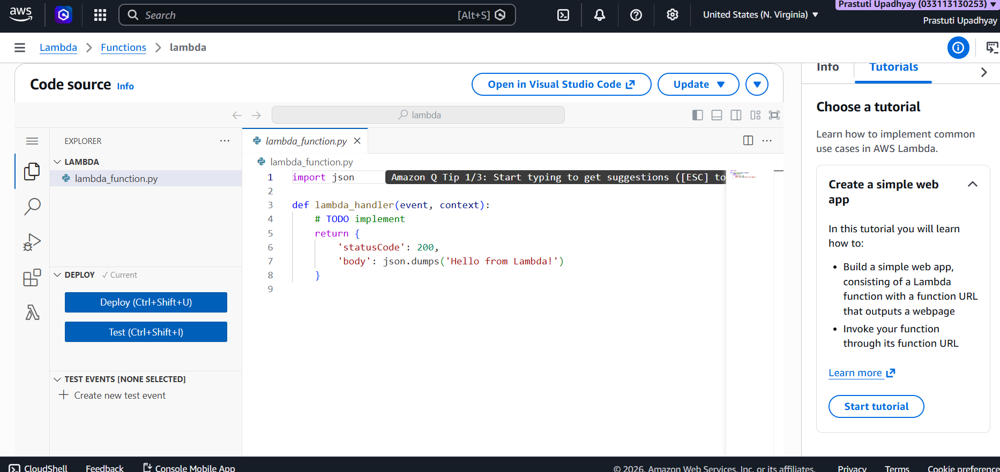 aws
Search [Alt+S]
United States (N. Virginia)
Prastuti Upadhyay (033113130253)
Prastuti Upadhyay
Lambda Functions lambda
Code source Info
Open in Visual Studio Code
Update
Info
Tutorials
lambda
EXPLORER
LAMBDA
lambda_function.py
DEPLOY ✓ Current
Deploy (Ctrl+Shift+U)
Test (Ctrl+Shift+I)
TEST EVENTS [NONE SELECTED]
+ Create new test event
lambda_function.py
lambda_function.py
1 import json Amazon Q Tip 1/3: Start typing to get suggestions ([ESC] to
2
3 def lambda_handler(event, context):
4 # TODO implement
5 return {
6 'statusCode': 200,
7 'body': json.dumps('Hello from Lambda!')
8 }
9
Choose a tutorial
Learn how to implement common
use cases in AWS Lambda.
Create a simple web
app
In this tutorial you will learn
how to:
• Build a simple web app,
consisting of a Lambda
function with a function URL
that outputs a webpage
• Invoke your function
through its function URL
Learn more
Start tutorial
CloudShell Feedback Console Mobile App
© 2026, Amazon Web Services, Inc. or its affiliates. Privacy Terms Cookie preference